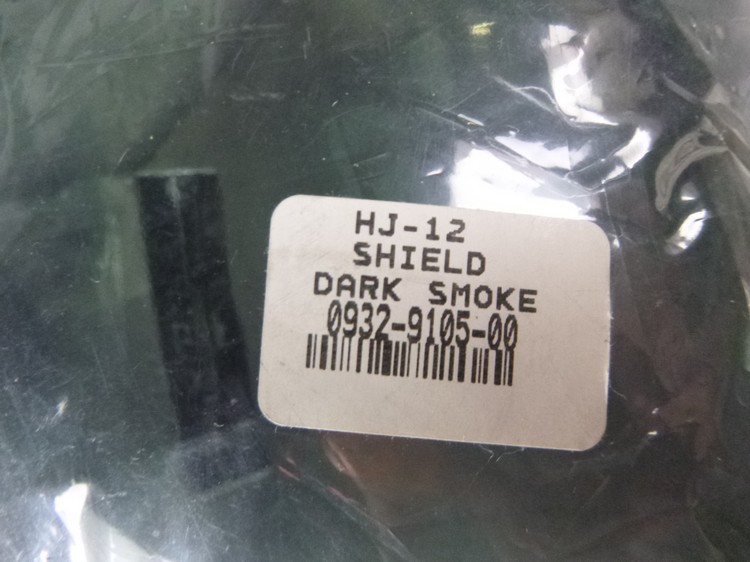 HJ-12
SHIELD
DARK SMOKE
0932-9105-00